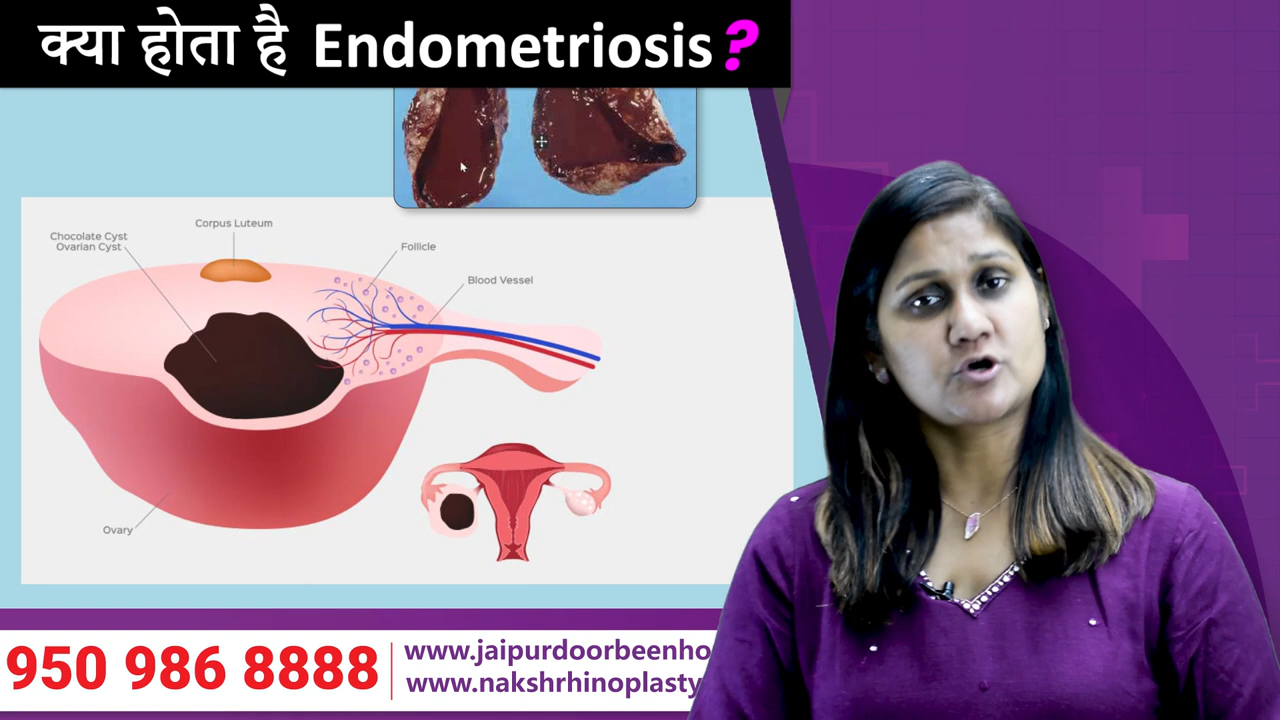 क्या होता है Endometriosis?
Corpus Luteum
Chocolate Cyst
Ovarian Cyst
Follicle
Blood Vessel
Ovary
950 986 8888
www.jaipurdoorbeenho
www.nakshrhinoplasty